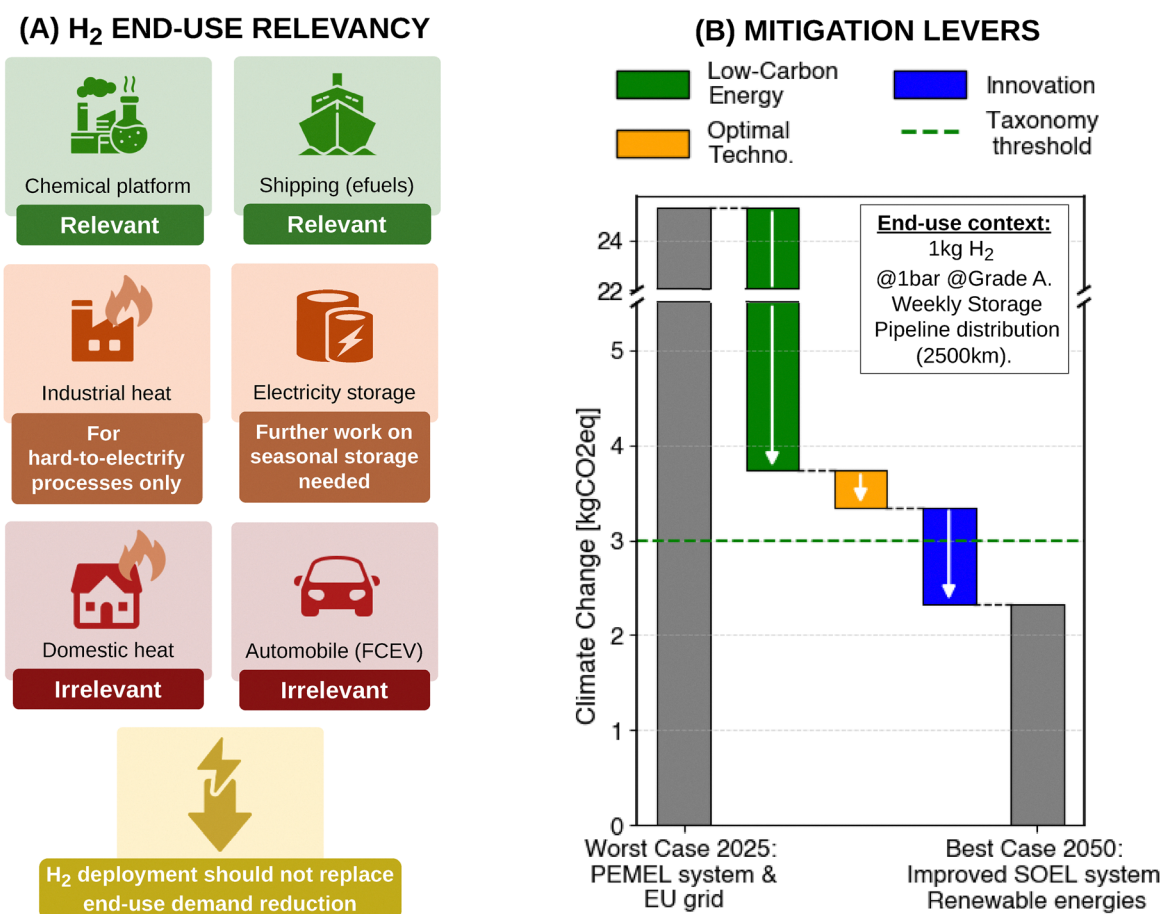 (A) H2 END-USE RELEVANCY
Chemical platform
Relevant
Shipping (efuels)
Relevant
Industrial heat
For
hard-to-electrify
processes only
Electricity storage
Further work on
seasonal storage
needed
Domestic heat
Irrelevant
Automobile (FCEV)
Irrelevant
H2 deployment should not replace
end-use demand reduction
(B) MITIGATION LEVERS
Low-Carbon
Energy
Optimal
Techno.
Innovation
Taxonomy
threshold
End-use context:
1kg H2
@1bar @Grade A.
Weekly Storage
Pipeline distribution
(2500km).
Climate Change [kgCO2eq]
24
22
5
4
3
2
1
0
Worst Case 2025:
PEMEL system &
EU grid
Best Case 2050:
Improved SOEL system
Renewable energies